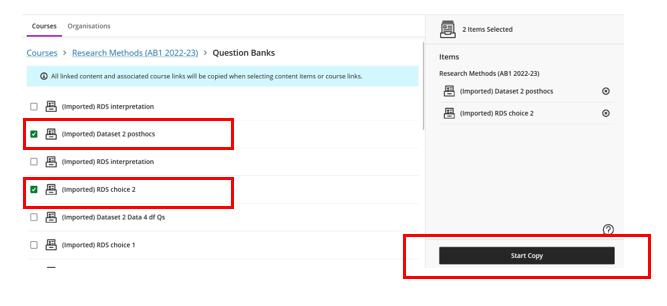 Courses Organisations
Courses > Research Methods (AB1 2022-23) > Question Banks
All linked content and associated course links will be copied when selecting content items or course links.
(Imported) RDS interpretation
(Imported) Dataset 2 posthocs
(Imported) RDS interpretation
(Imported) RDS choice 2
(Imported) Dataset 2 Data 4 df Qs
(Imported) RDS choice 1
2 Items Selected
Items
Research Methods (AB1 2022-23)
(Imported) Dataset 2 posthocs
(Imported) RDS choice 2
Start Copy